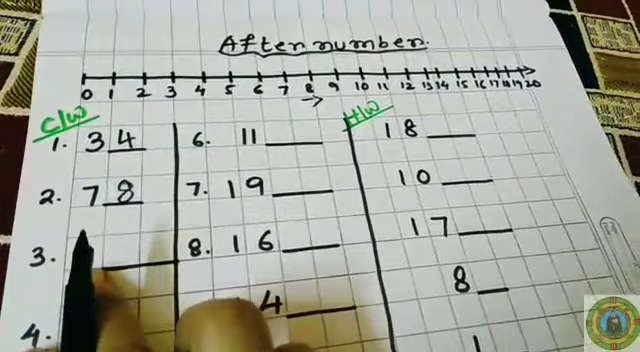 After number.
0 1 2 3 4 5 6 7 8 9 10 11 12 13 14 15 16 17 18 19 20
C/W
1. 3 4
2. 7 8
3.
4.
6. 11
7. 19
8. 16
4
H/W
18
10
17
8